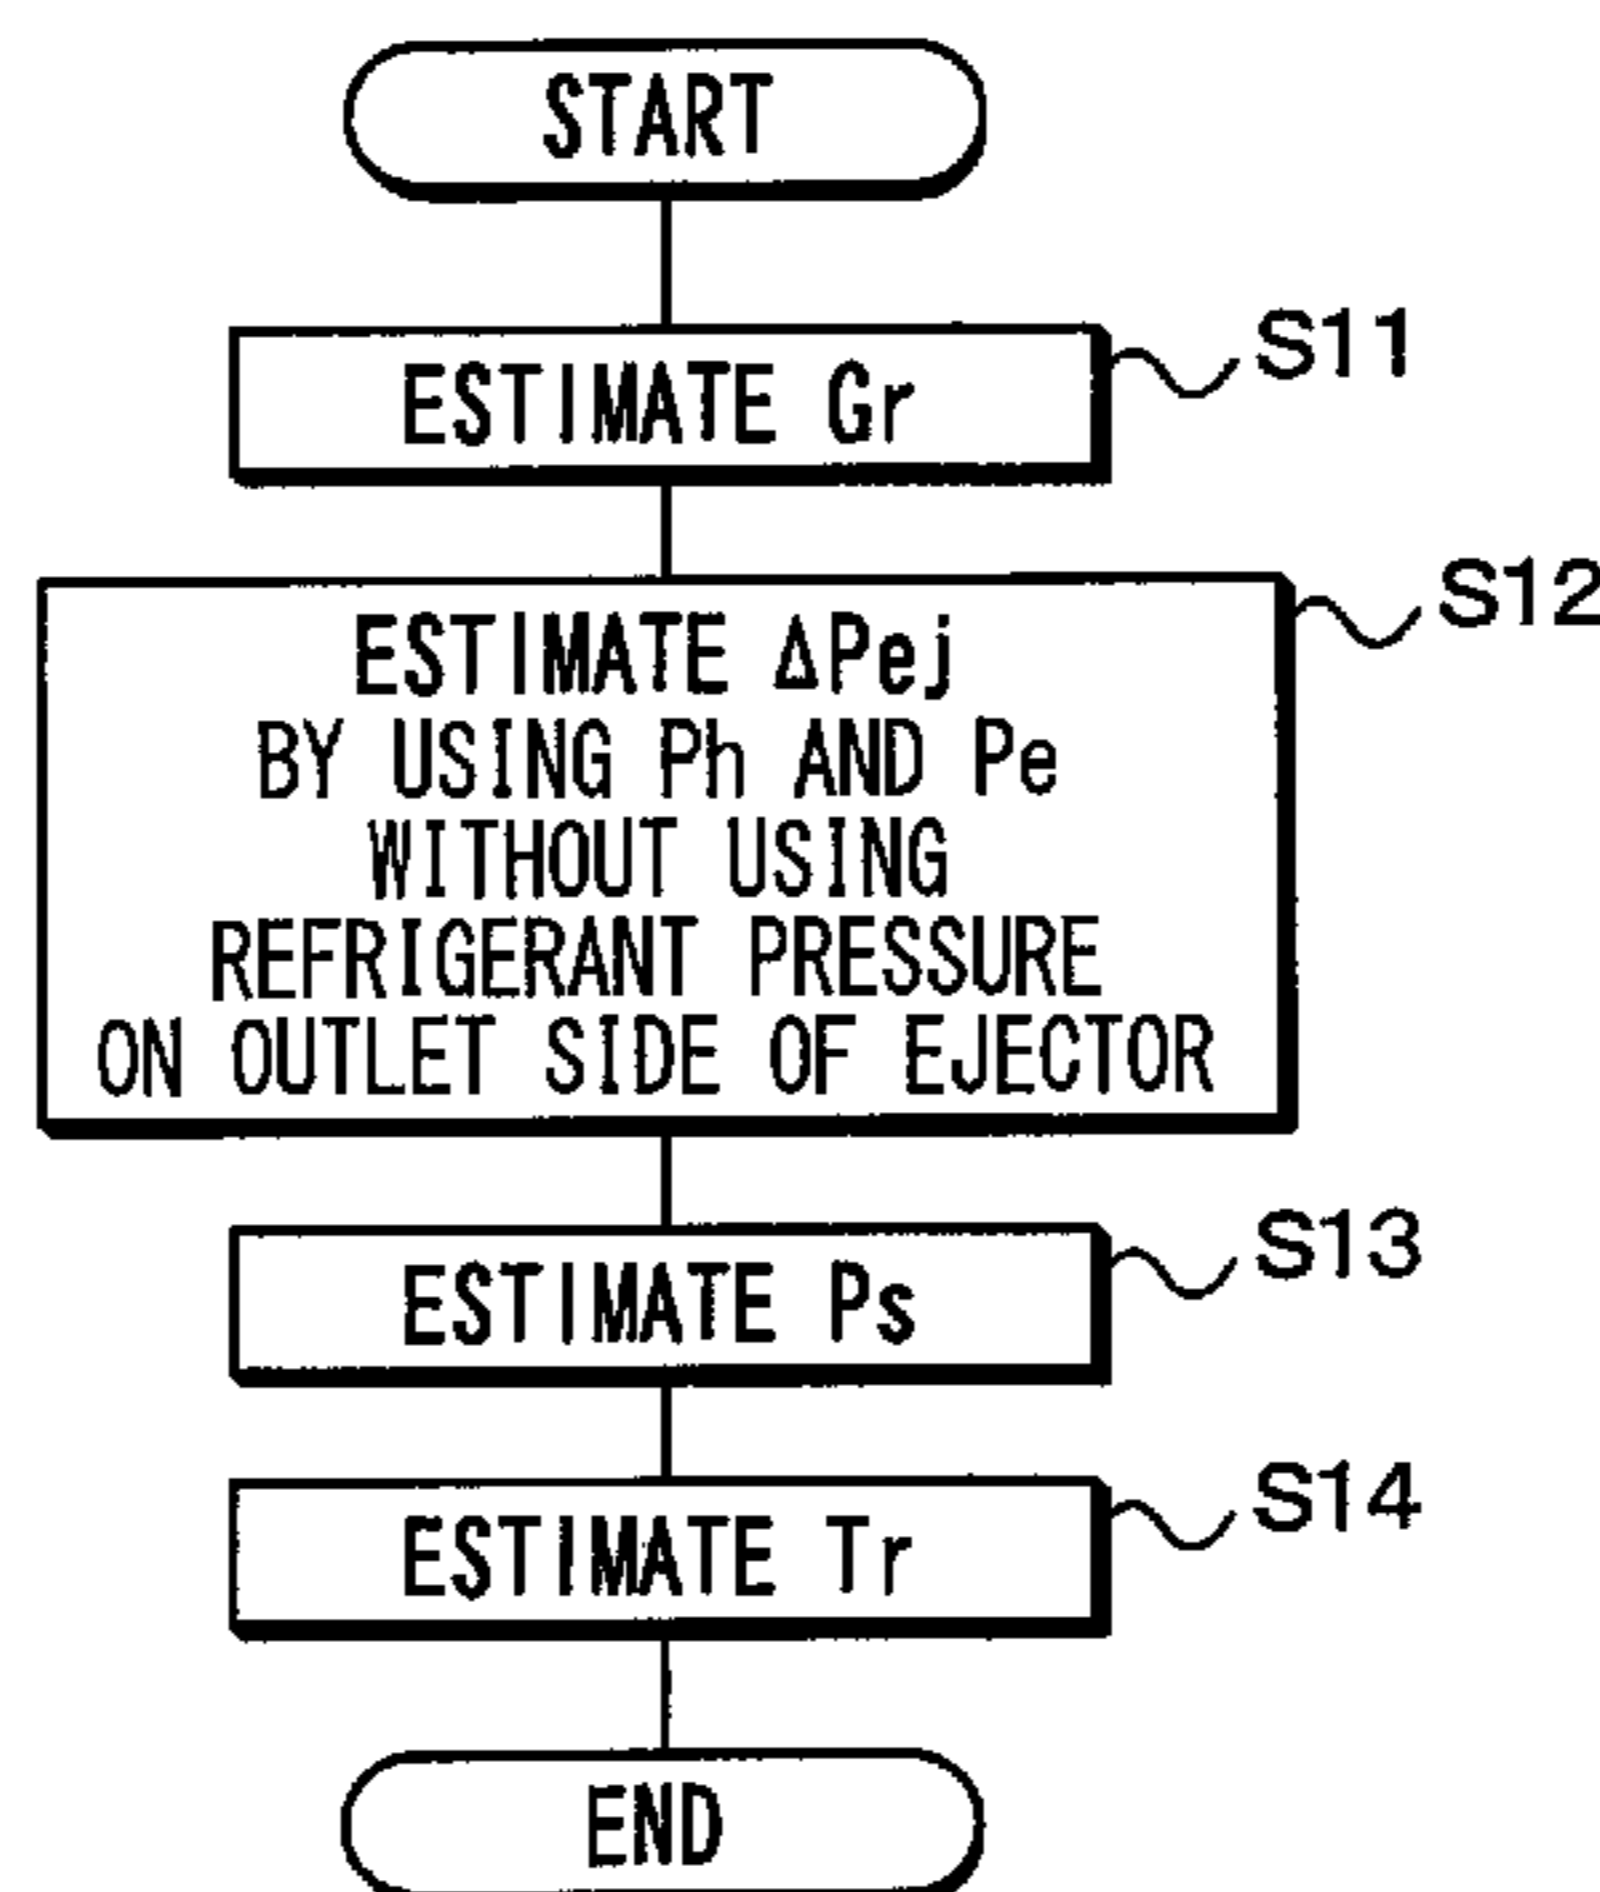 START
ESTIMATE Gr
S11
ESTIMATE ΔPej
BY USING Ph AND Pe
WITHOUT USING
REFRIGERANT PRESSURE
ON OUTLET SIDE OF EJECTOR
S12
ESTIMATE Ps
S13
ESTIMATE Tr
S14
END